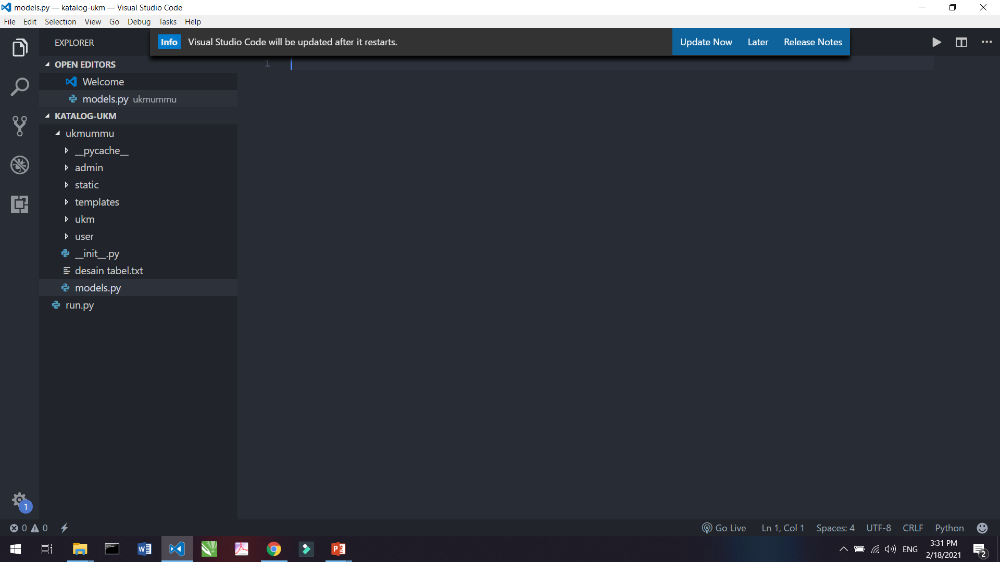 models.py — katalog-ukm — Visual Studio Code
File Edit Selection View Go Debug Tasks Help
EXPLORER
Info Visual Studio Code will be updated after it restarts. Update Now Later Release Notes
OPEN EDITORS
1
Welcome
models.py ukmummu
KATALOG-UKM
ukmummu
__pycache__
admin
static
templates
ukm
user
__init__.py
desain tabel.txt
models.py
run.py
1
0 0 Go Live Ln 1, Col 1 Spaces: 4 UTF-8 CRLF Python
ENG
3:31 PM
2/18/2021
2